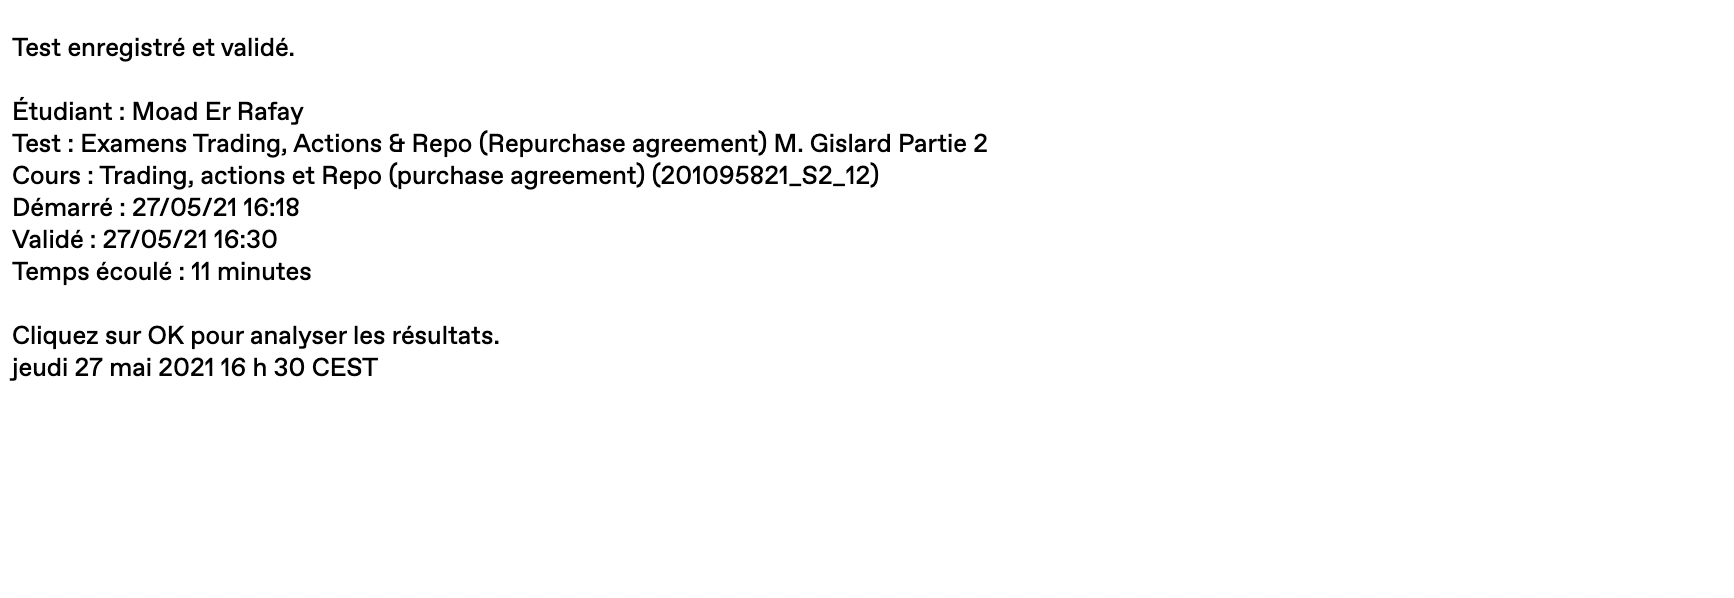 Test enregistré et validé.
Étudiant : Moad Er Rafay
Test : Examens Trading, Actions & Repo (Repurchase agreement) M. Gislard Partie 2
Cours : Trading, actions et Repo (purchase agreement) (201095821_S2_12)
Démarré : 27/05/21 16:18
Validé : 27/05/21 16:30
Temps écoulé : 11 minutes
Cliquez sur OK pour analyser les résultats.
jeudi 27 mai 2021 16 h 30 CEST